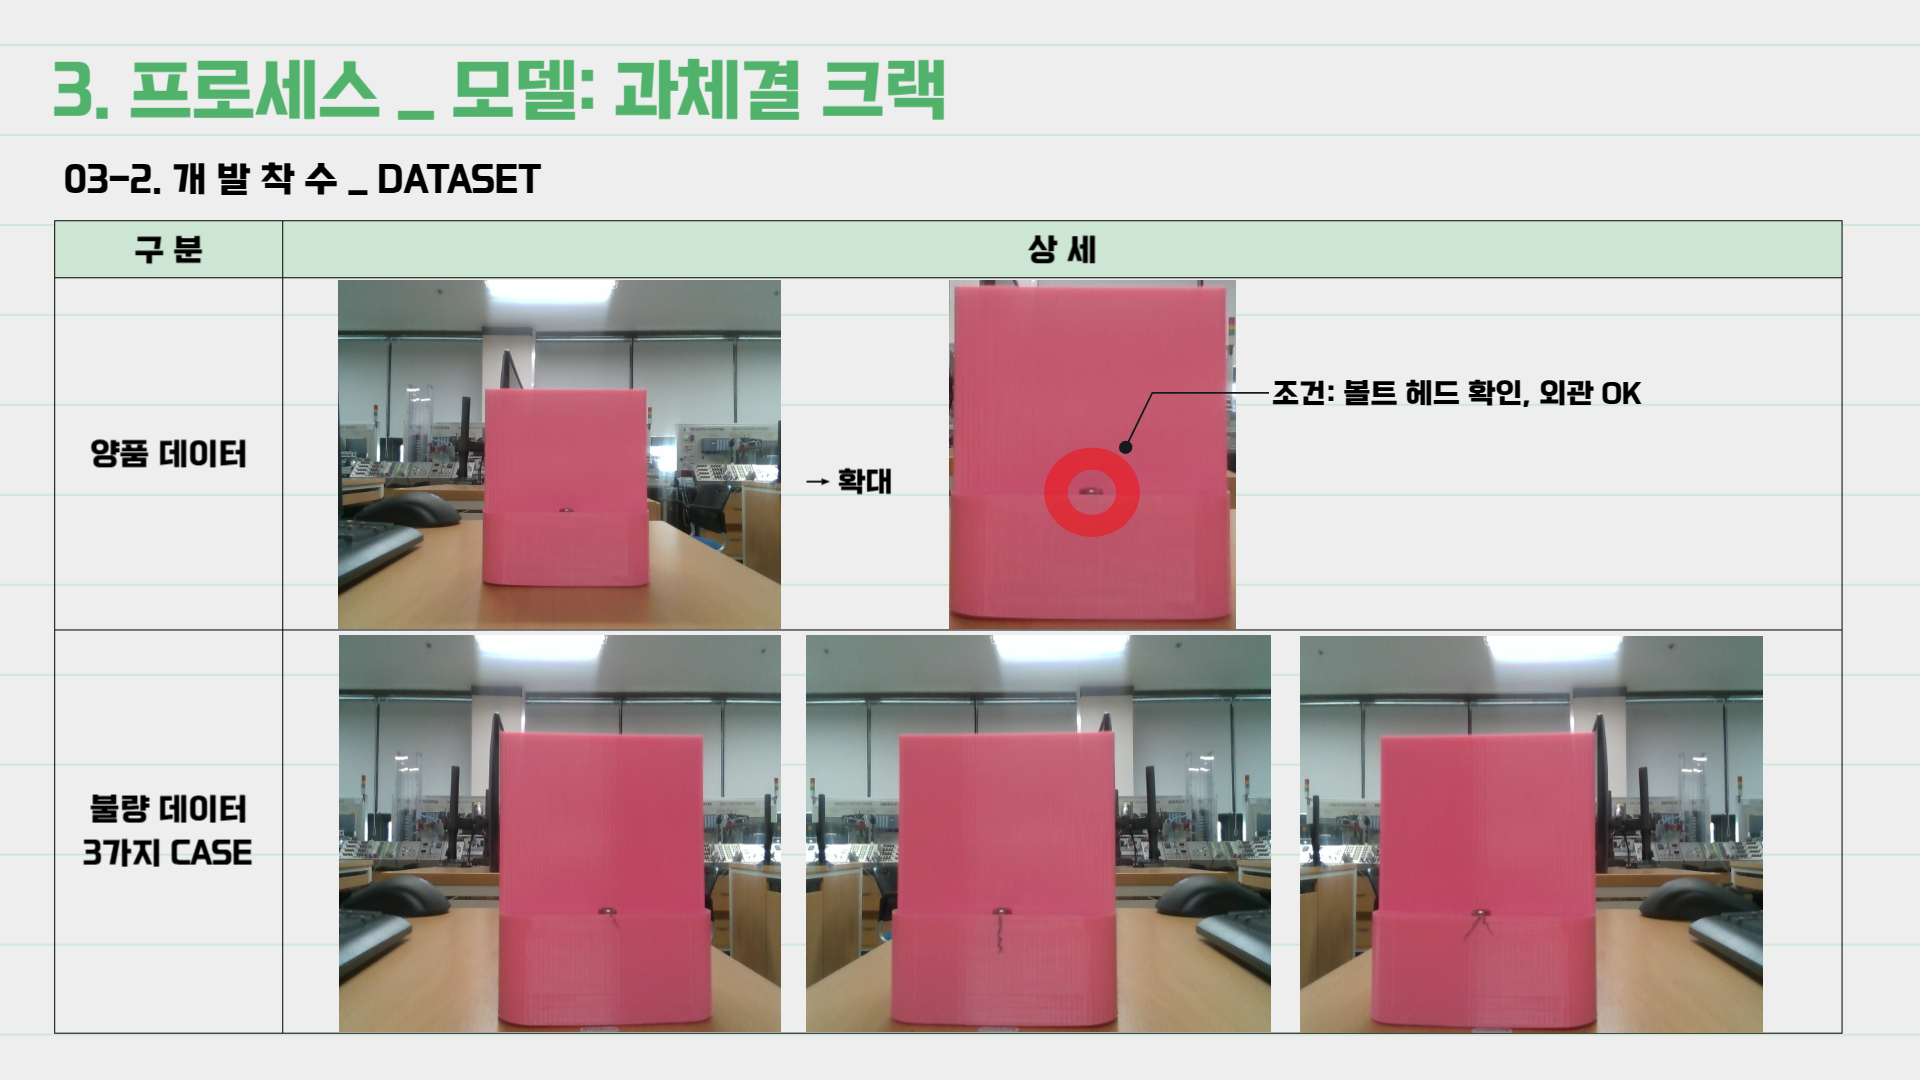 3. 프로세스 _ 모델: 과체결 크랙
03-2. 개 발 착 수 _ DATASET
구 분
상 세
양품 데이터
→ 확대
조건: 볼트 헤드 확인, 외관 OK
불량 데이터
3가지 CASE